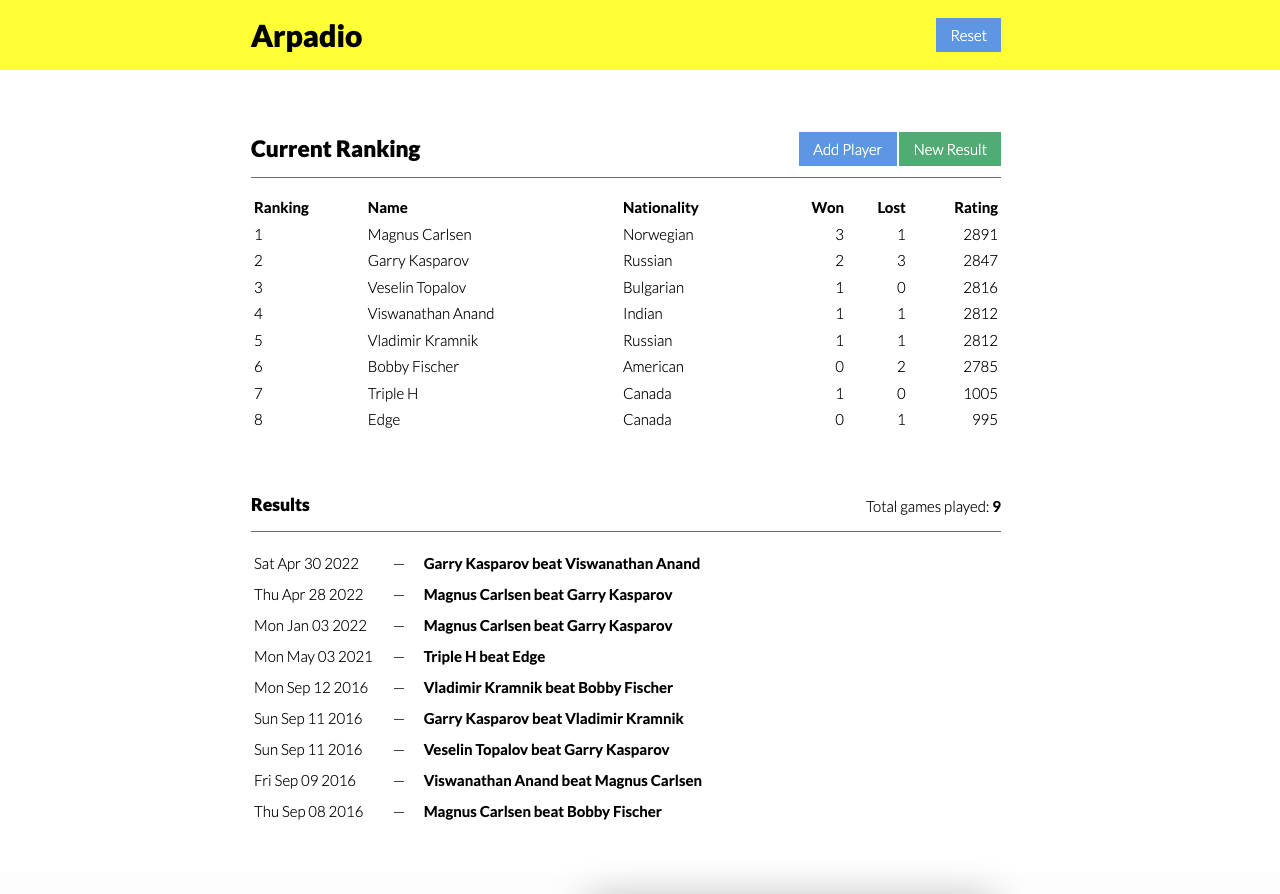 Arpadio Reset
Current Ranking Add Player New Result
Ranking Name Nationality Won Lost Rating
1 Magnus Carlsen Norwegian 3 1 2891
2 Garry Kasparov Russian 2 3 2847
3 Veselin Topalov Bulgarian 1 0 2816
4 Viswanathan Anand Indian 1 1 2812
5 Vladimir Kramnik Russian 1 1 2812
6 Bobby Fischer American 0 2 2785
7 Triple H Canada 1 0 1005
8 Edge Canada 0 1 995
Results Total games played: 9
Sat Apr 30 2022 — Garry Kasparov beat Viswanathan Anand
Thu Apr 28 2022 — Magnus Carlsen beat Garry Kasparov
Mon Jan 03 2022 — Magnus Carlsen beat Garry Kasparov
Mon May 03 2021 — Triple H beat Edge
Mon Sep 12 2016 — Vladimir Kramnik beat Bobby Fischer
Sun Sep 11 2016 — Garry Kasparov beat Vladimir Kramnik
Sun Sep 11 2016 — Veselin Topalov beat Garry Kasparov
Fri Sep 09 2016 — Viswanathan Anand beat Magnus Carlsen
Thu Sep 08 2016 — Magnus Carlsen beat Bobby Fischer